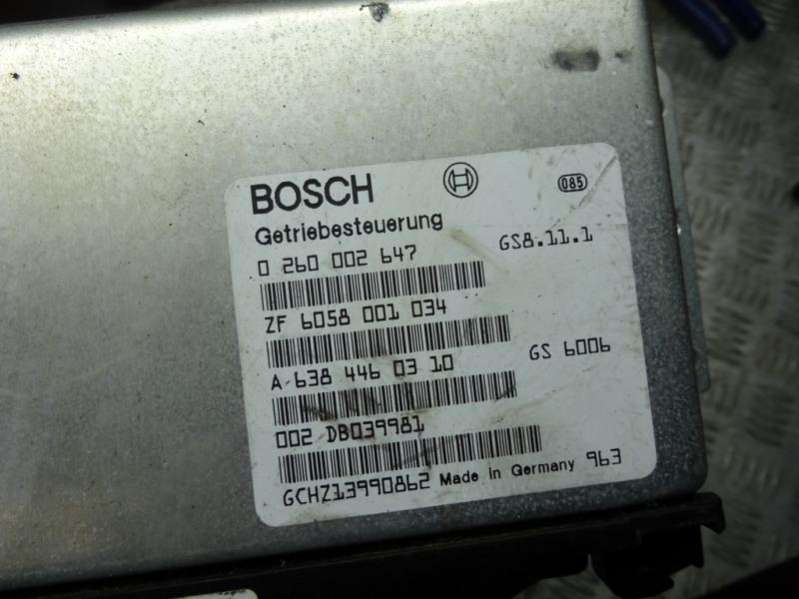 BOSCH 085
Getriebesteuerung
0 260 002 647 GS8.11.1
ZF 6058 001 034
A 638 446 03 10 GS 6006
002 DB039981
GCHZ13990862 Made in Germany 963